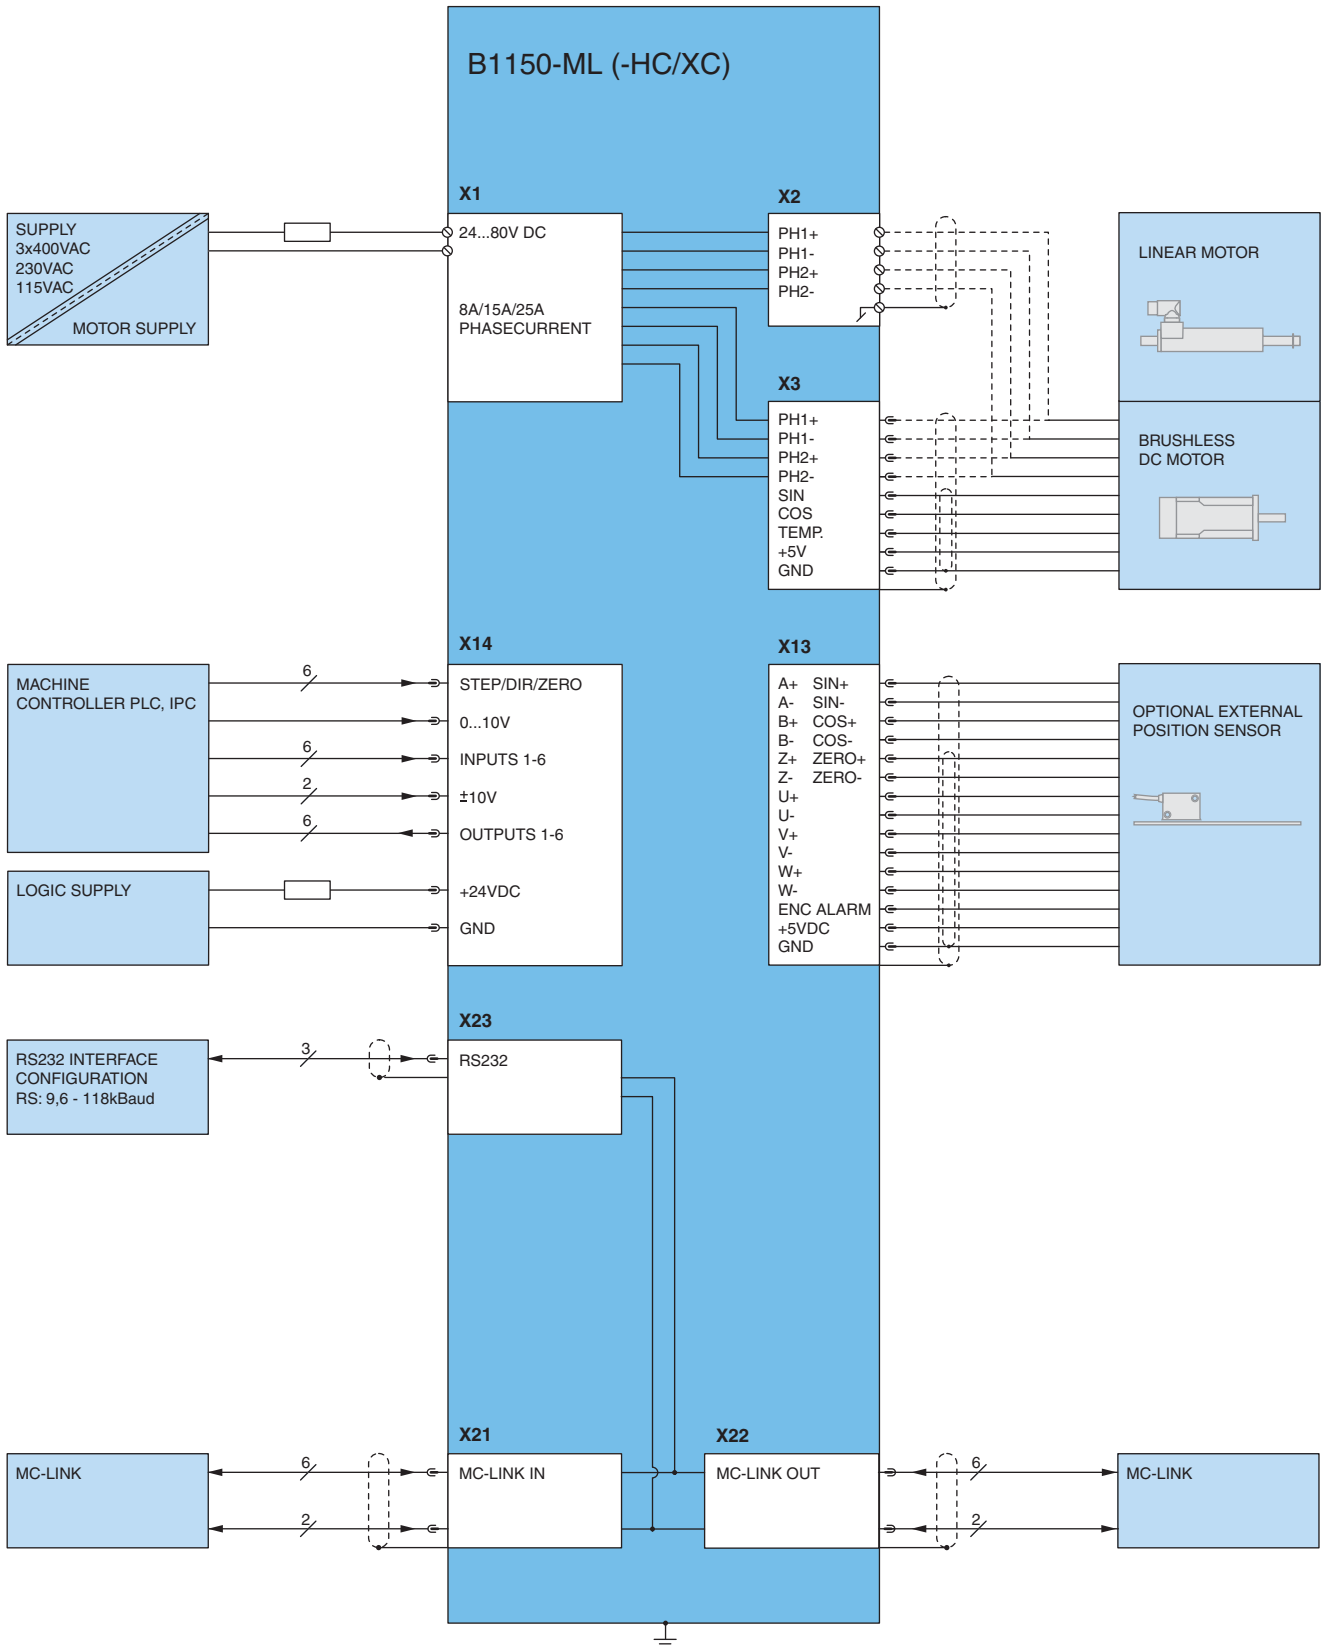 B1150-ML (-HC/XC)
X1
X2
SUPPLY
3x400VAC
230VAC
115VAC
MOTOR SUPPLY
24...80V DC
8A/15A/25A
PHASECURRENT
PH1+
PH1-
PH2+
PH2-
LINEAR MOTOR
X3
PH1+
PH1-
PH2+
PH2-
SIN
COS
TEMP.
+5V
GND
BRUSHLESS
DC MOTOR
X14
X13
MACHINE
CONTROLLER PLC, IPC
6
6
2
6
STEP/DIR/ZERO
0...10V
INPUTS 1-6
±10V
OUTPUTS 1-6
LOGIC SUPPLY
+24VDC
GND
A+ SIN+
A- SIN-
B+ COS+
B- COS-
Z+ ZERO+
Z- ZERO-
U+
U-
V+
V-
W+
W-
ENC ALARM
+5VDC
GND
OPTIONAL EXTERNAL
POSITION SENSOR
X23
RS232 INTERFACE
CONFIGURATION
RS: 9,6 - 118kBaud
3
RS232
X21
X22
MC-LINK
6
2
MC-LINK IN
MC-LINK OUT
6
2
MC-LINK